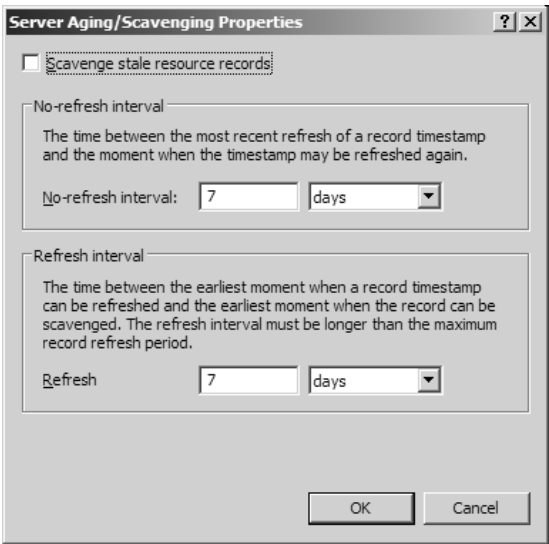 Server Aging/Scavenging Properties
Scavenge stale resource records
No-refresh interval
The time between the most recent refresh of a record timestamp
and the moment when the timestamp may be refreshed again.
No-refresh interval: 7 days
Refresh interval
The time between the earliest moment when a record timestamp
can be refreshed and the earliest moment when the record can be
scavenged. The refresh interval must be longer than the maximum
record refresh period.
Refresh 7 days
OK Cancel